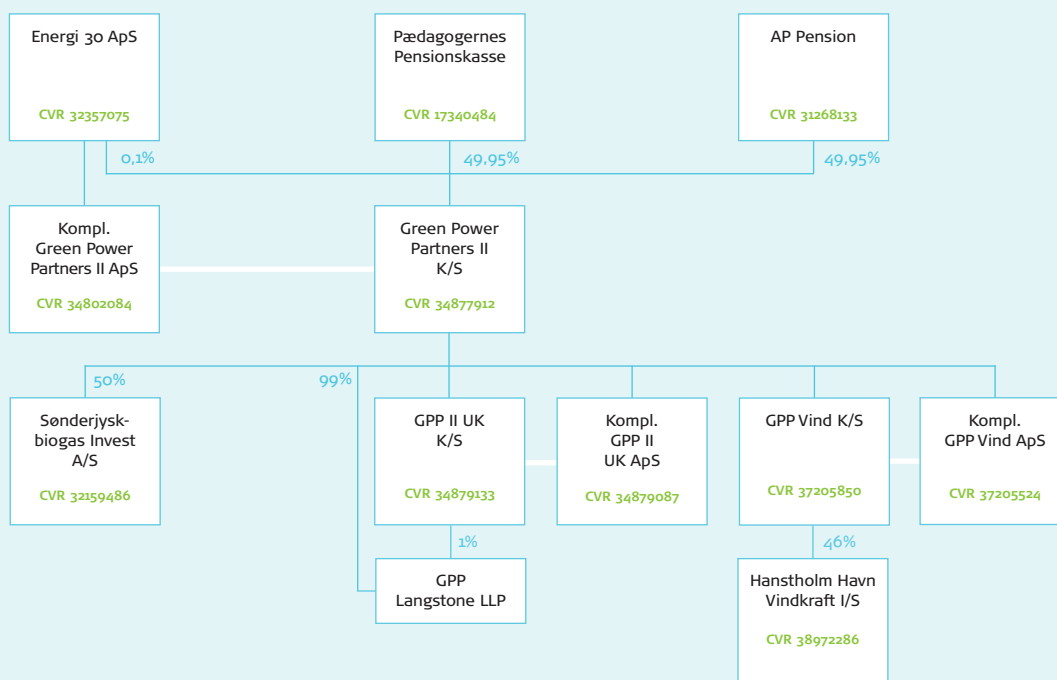 Energi 30 ApS
CVR 32357075
Pædagogernes
Pensionskasse
CVR 17340484
AP Pension
CVR 31268133
0,1%
49,95%
49,95%
Kompl.
Green Power
Partners II ApS
CVR 34802084
Green Power
Partners II
K/S
CVR 34877912
50%
99%
Sønderjysk-
biogas Invest
A/S
CVR 32159486
GPP II UK
K/S
CVR 34879133
Kompl.
GPP II
UK ApS
CVR 34879087
GPP Vind K/S
CVR 37205850
Kompl.
GPP Vind ApS
CVR 37205524
1%
46%
GPP
Langstone LLP
Hanstholm Havn
Vindkraft I/S
CVR 38972286